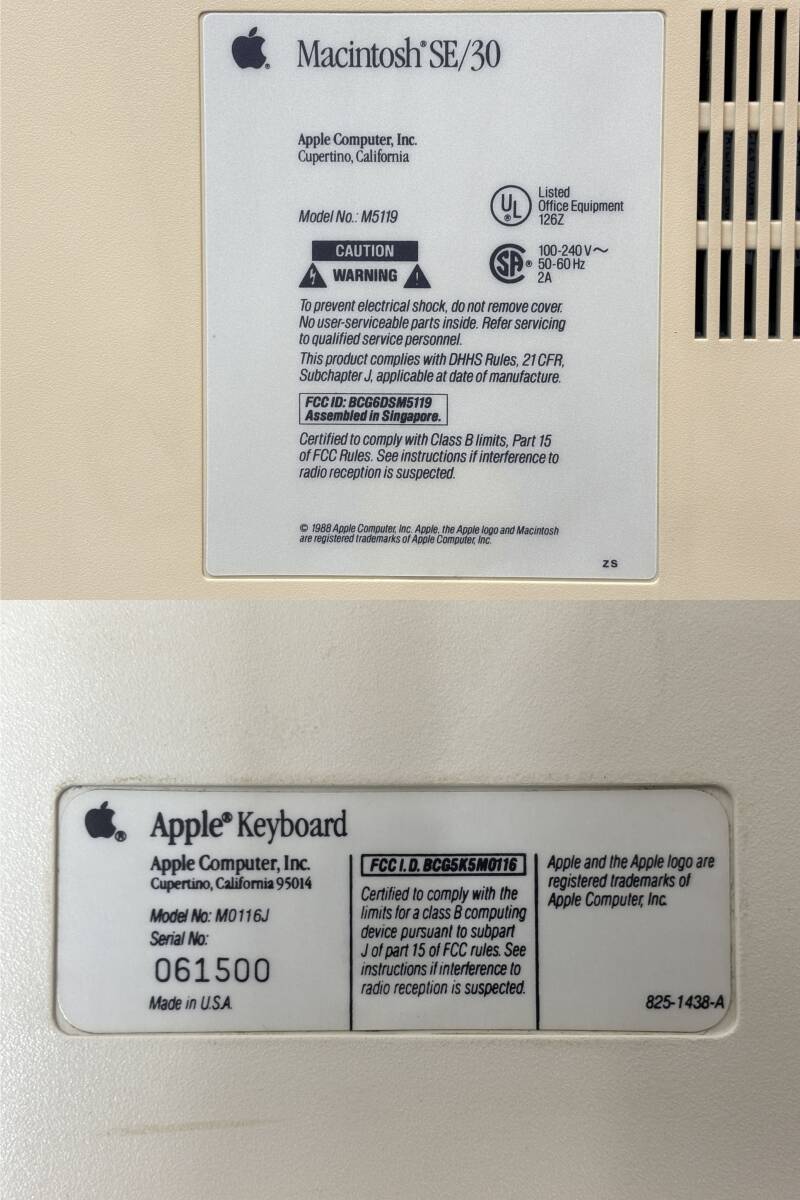 Macintosh® SE/30
Apple Computer, Inc.
Cupertino, California
Model No.: M5119
UL®
Listed
Office Equipment
126Z
CAUTION
WARNING
SA®
100-240 V~
50-60 Hz
2A
To prevent electrical shock, do not remove cover.
No user-serviceable parts inside. Refer servicing
to qualified service personnel.
This product complies with DHHS Rules, 21 CFR,
Subchapter J, applicable at date of manufacture.
FCC ID: BCG6DSM5119
Assembled in Singapore.
Certified to comply with Class B limits, Part 15
of FCC Rules. See instructions if interference to
radio reception is suspected.
© 1988 Apple Computer, Inc. Apple, the Apple logo and Macintosh
are registered trademarks of Apple Computer, Inc.
ZS
Apple® Keyboard
Apple Computer, Inc.
Cupertino, California 95014
Model No: M0116J
Serial No:
061500
Made in U.S.A.
FCC I.D. BCG5K5M0116
Certified to comply with the
limits for a class B computing
device pursuant to subpart
J of part 15 of FCC rules. See
instructions if interference to
radio reception is suspected.
Apple and the Apple logo are
registered trademarks of
Apple Computer, Inc.
825-1438-A